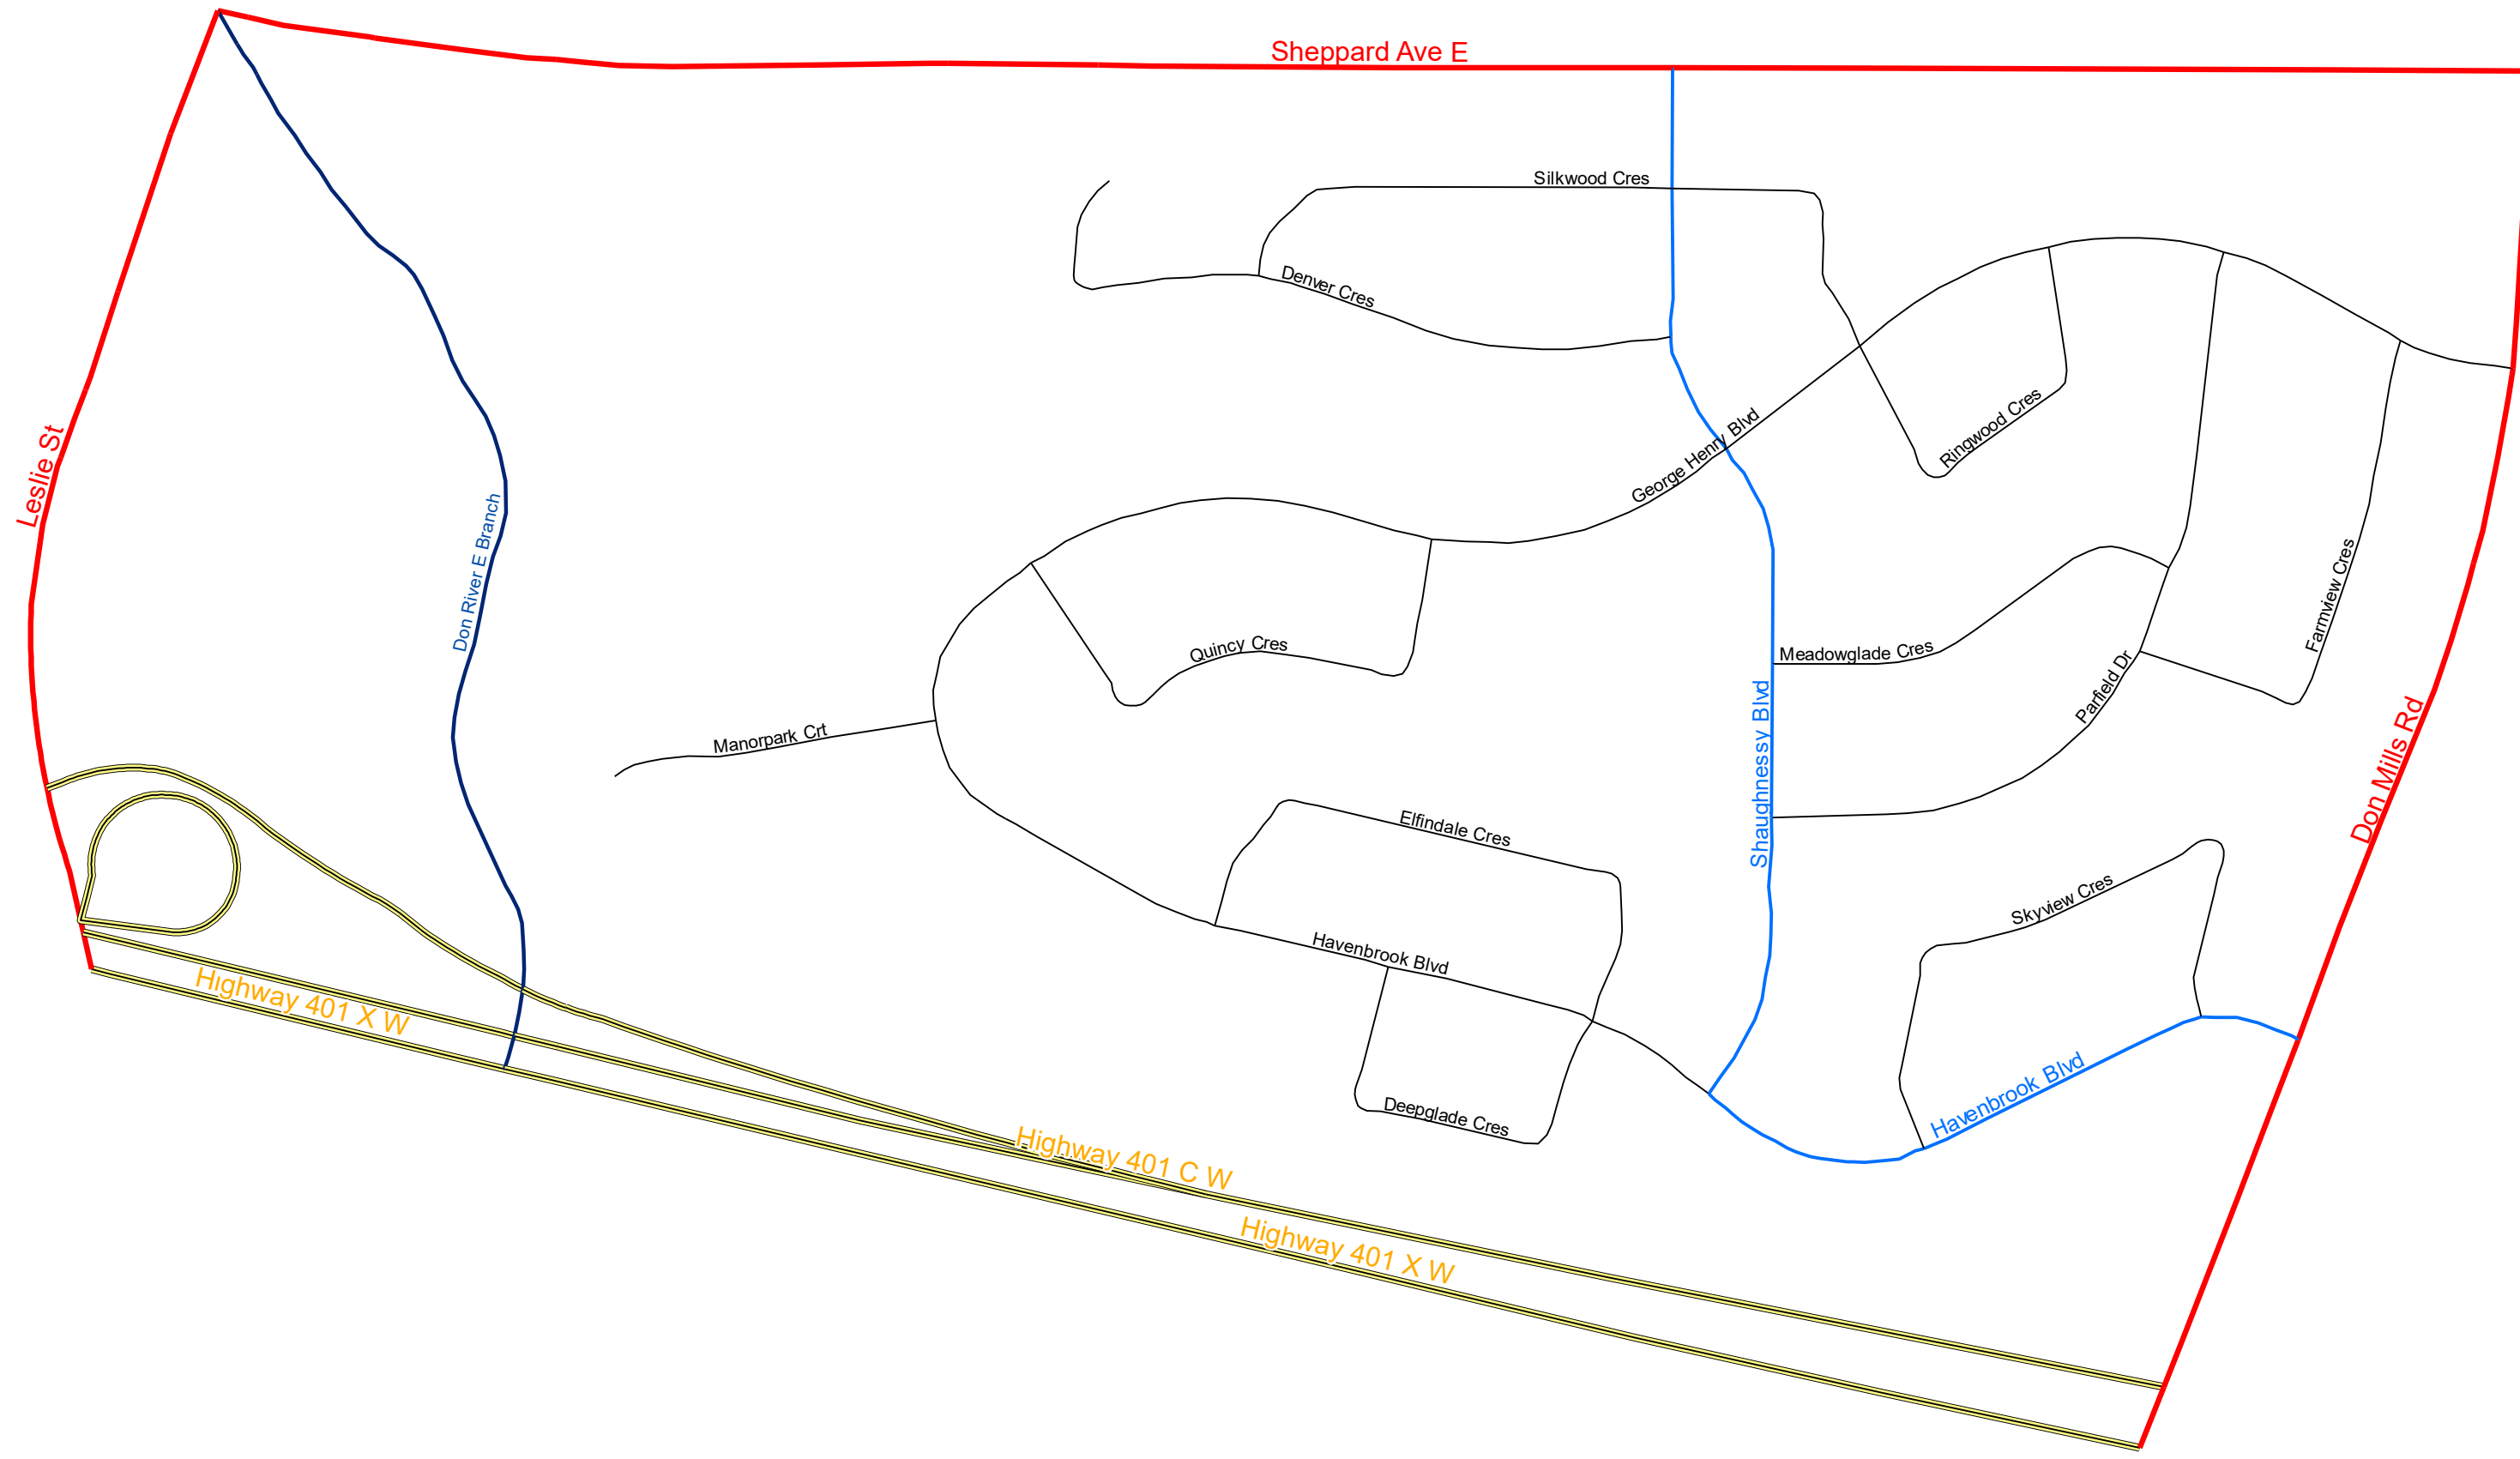 Sheppard Ave E
Silkwood Cres
Denver Cres
Leslie St
George Henry Blvd
Ringwood Cres
Don River E Branch
Farmview Cres
Quincy Cres
Meadowglade Cres
Parfield Dr
Manorpark Crt
Shaughnessy Blvd
Don Mills Rd
Elfindale Cres
Skyview Cres
Havenbrook Blvd
Highway 401 X W
Havenbrook Blvd
Deepglade Cres
Highway 401 C W
Highway 401 X W